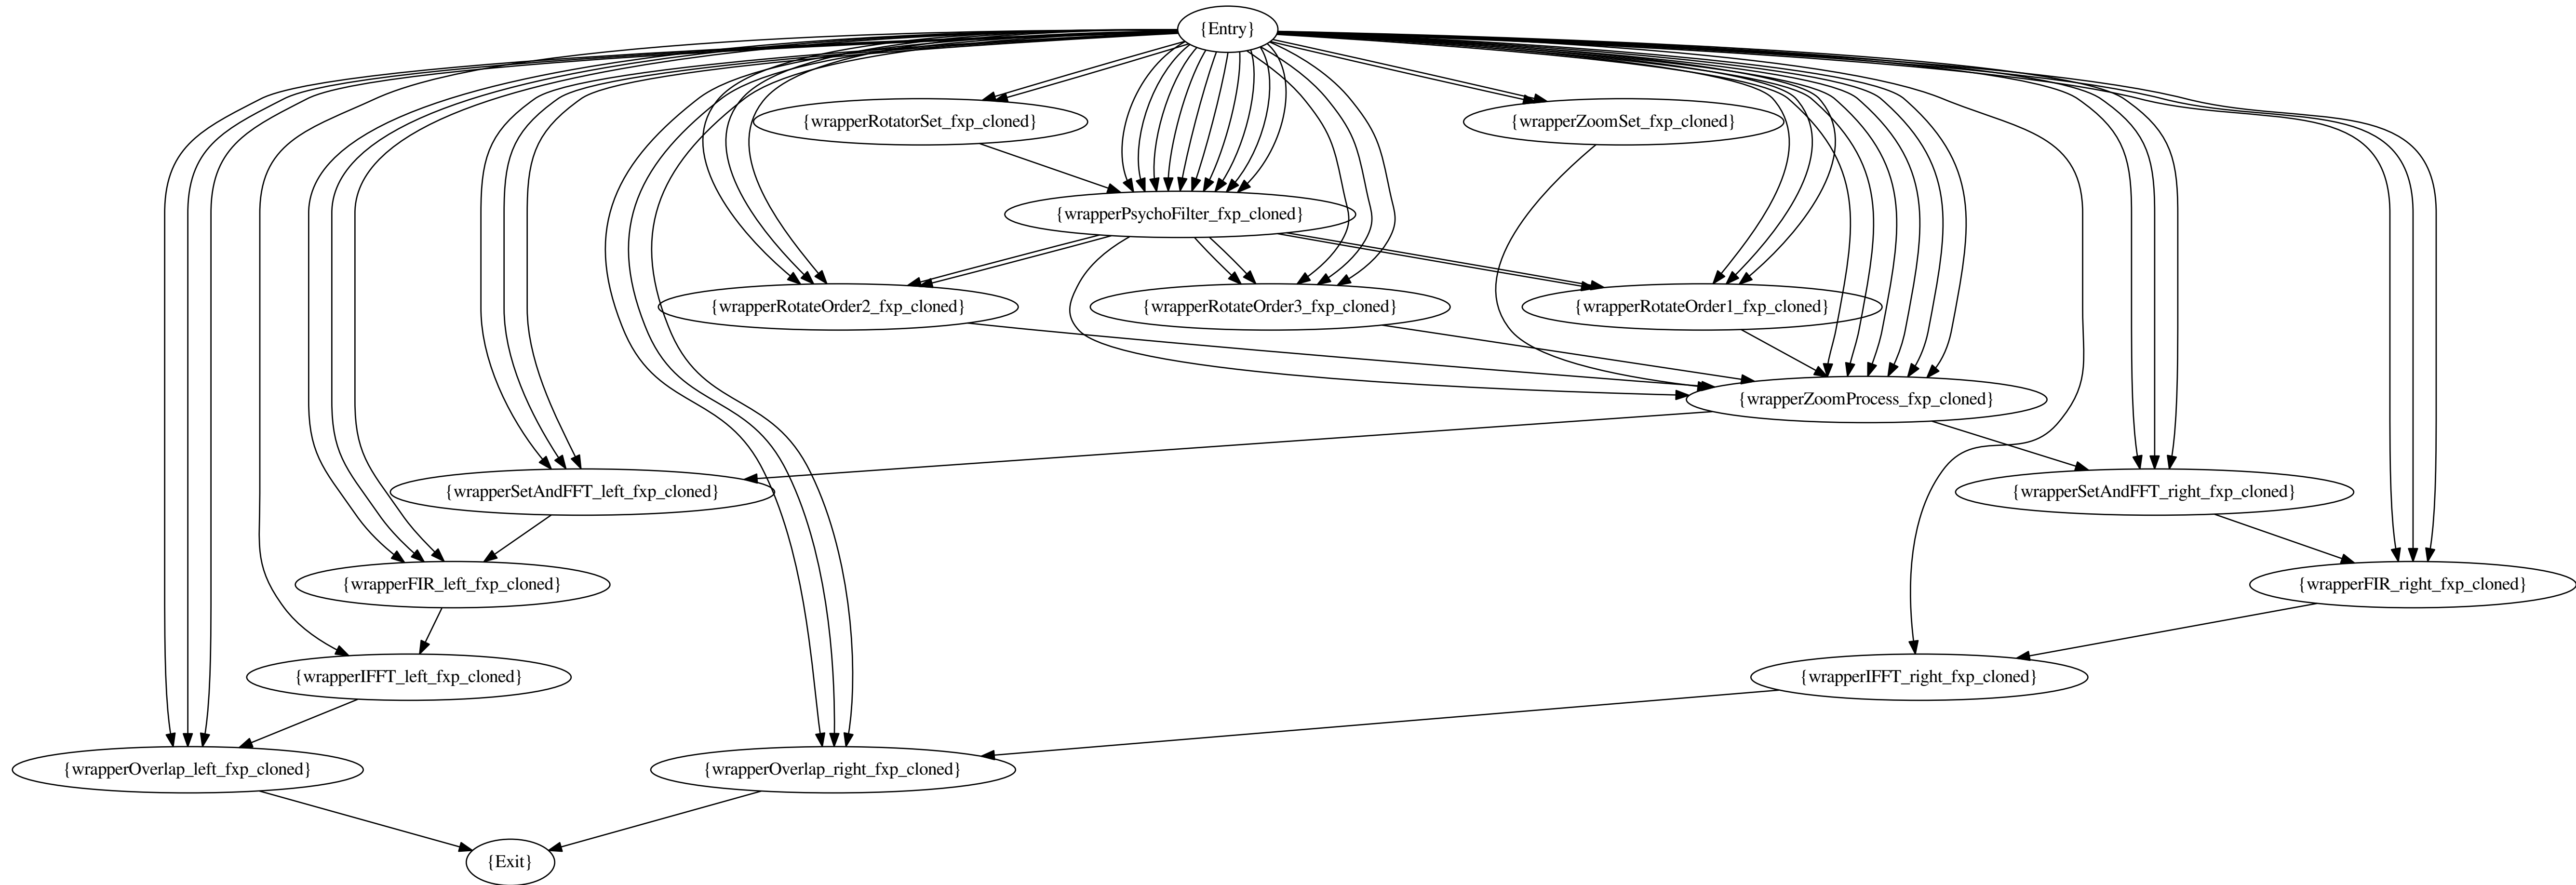 {Entry}
{wrapperRotatorSet_fxp_cloned}
{wrapperZoomSet_fxp_cloned}
{wrapperPsychoFilter_fxp_cloned}
{wrapperRotateOrder2_fxp_cloned}
{wrapperRotateOrder3_fxp_cloned}
{wrapperRotateOrder1_fxp_cloned}
{wrapperZoomProcess_fxp_cloned}
{wrapperSetAndFFT_left_fxp_cloned}
{wrapperSetAndFFT_right_fxp_cloned}
{wrapperFIR_left_fxp_cloned}
{wrapperFIR_right_fxp_cloned}
{wrapperIFFT_left_fxp_cloned}
{wrapperIFFT_right_fxp_cloned}
{wrapperOverlap_left_fxp_cloned}
{wrapperOverlap_right_fxp_cloned}
{Exit}